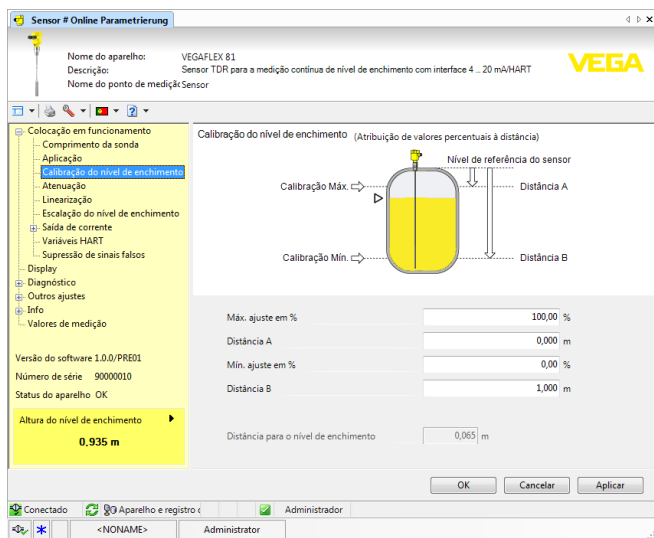 Sensor # Online Parametrierung
Nome do aparelho: VEGAFLEX 81
Descrição: Sensor TDR para a medição contínua de nível de enchimento com interface 4 .. 20 mA/HART
Nome do ponto de medição Sensor
VEGA
Colocação em funcionamento
Comprimento da sonda
Aplicação
Calibração do nível de enchimento
Atenuação
Linearização
Escalação do nível de enchimento
Saída de corrente
Variáveis HART
Supressão de sinais falsos
Display
Diagnóstico
Outros ajustes
Info
Valores de medição
Versão do software 1.0.0/PRE01
Número de série 90000010
Status do aparelho OK
Altura do nível de enchimento
0,935 m
Calibração do nível de enchimento (Atribuição de valores percentuais à distância)
Nível de referência do sensor
Calibração Máx. Distância A
Calibração Mín. Distância B
Máx. ajuste em % 100,00 %
Distância A 0,000 m
Mín. ajuste em % 0,00 %
Distância B 1,000 m
Distância para o nível de enchimento 0,065 m
OK Cancelar Aplicar
Conectado Aparelho e registro Administrador
<NONAME> Administrator